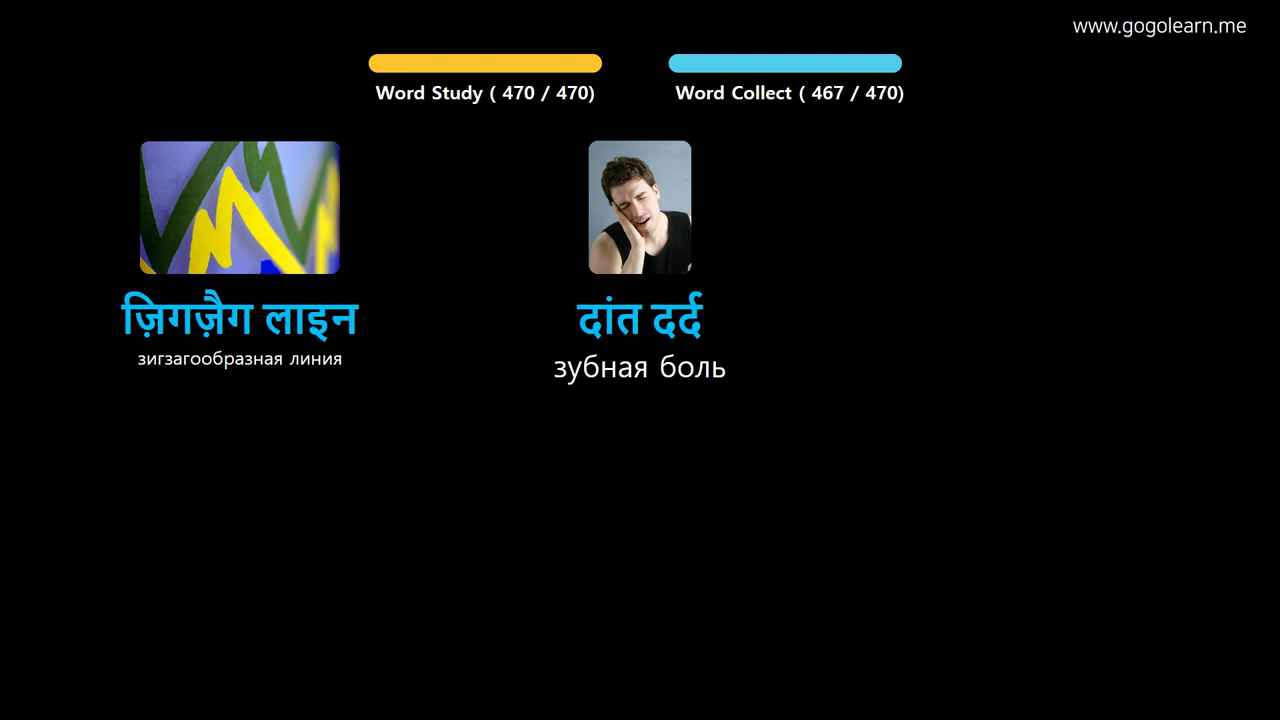 www.gogolearn.me
Word Study ( 470 / 470)
Word Collect ( 467 / 470)
ज़िगज़ैग लाइन
зигзагообразная линия
दांत दर्द
зубная боль